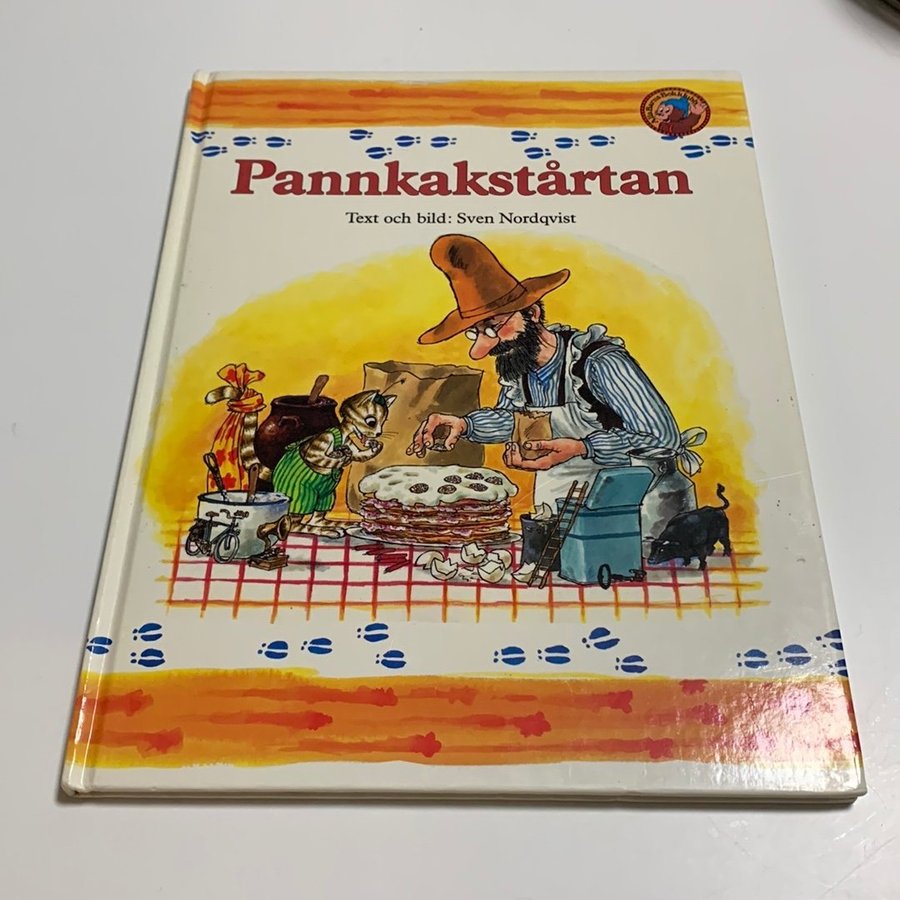 Pannkakstårtan
Text och bild: Sven Nordqvist